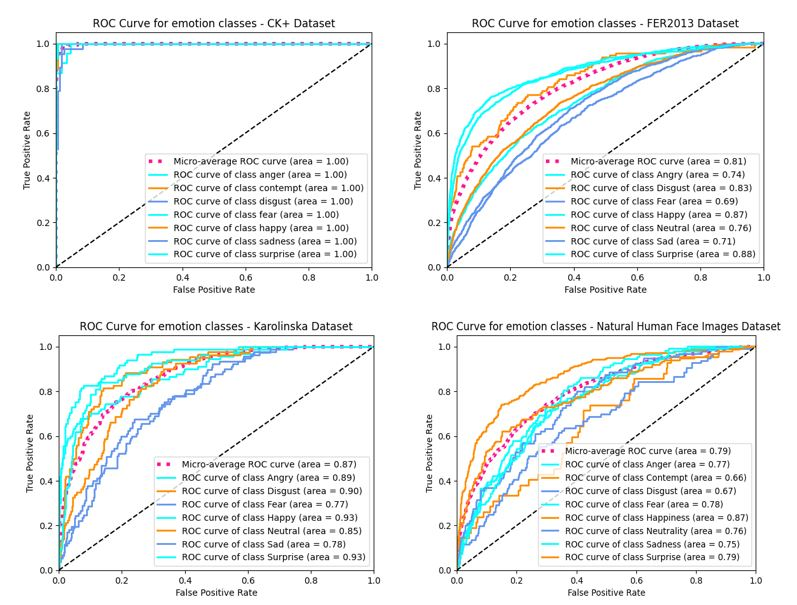 ROC Curve for emotion classes - CK+ Dataset
1.0
0.8
0.6
0.4
0.2
0.0
True Positive Rate
Micro-average ROC curve (area = 1.00)
ROC curve of class anger (area = 1.00)
ROC curve of class contempt (area = 1.00)
ROC curve of class disgust (area = 1.00)
ROC curve of class fear (area = 1.00)
ROC curve of class happy (area = 1.00)
ROC curve of class sadness (area = 1.00)
ROC curve of class surprise (area = 1.00)
0.0 0.2 0.4 0.6 0.8 1.0
False Positive Rate
ROC Curve for emotion classes - FER2013 Dataset
1.0
0.8
0.6
0.4
0.2
0.0
True Positive Rate
Micro-average ROC curve (area = 0.81)
ROC curve of class Angry (area = 0.74)
ROC curve of class Disgust (area = 0.83)
ROC curve of class Fear (area = 0.69)
ROC curve of class Happy (area = 0.87)
ROC curve of class Neutral (area = 0.76)
ROC curve of class Sad (area = 0.71)
ROC curve of class Surprise (area = 0.88)
0.0 0.2 0.4 0.6 0.8 1.0
False Positive Rate
ROC Curve for emotion classes - Karolinska Dataset
1.0
0.8
0.6
0.4
0.2
0.0
True Positive Rate
Micro-average ROC curve (area = 0.87)
ROC curve of class Angry (area = 0.89)
ROC curve of class Disgust (area = 0.90)
ROC curve of class Fear (area = 0.77)
ROC curve of class Happy (area = 0.93)
ROC curve of class Neutral (area = 0.85)
ROC curve of class Sad (area = 0.78)
ROC curve of class Surprise (area = 0.93)
0.0 0.2 0.4 0.6 0.8 1.0
False Positive Rate
ROC Curve for emotion classes - Natural Human Face Images Dataset
1.0
0.8
0.6
0.4
0.2
0.0
True Positive Rate
Micro-average ROC curve (area = 0.79)
ROC curve of class Anger (area = 0.77)
ROC curve of class Contempt (area = 0.66)
ROC curve of class Disgust (area = 0.67)
ROC curve of class Fear (area = 0.78)
ROC curve of class Happiness (area = 0.87)
ROC curve of class Neutrality (area = 0.76)
ROC curve of class Sadness (area = 0.75)
ROC curve of class Surprise (area = 0.79)
0.0 0.2 0.4 0.6 0.8 1.0
False Positive Rate